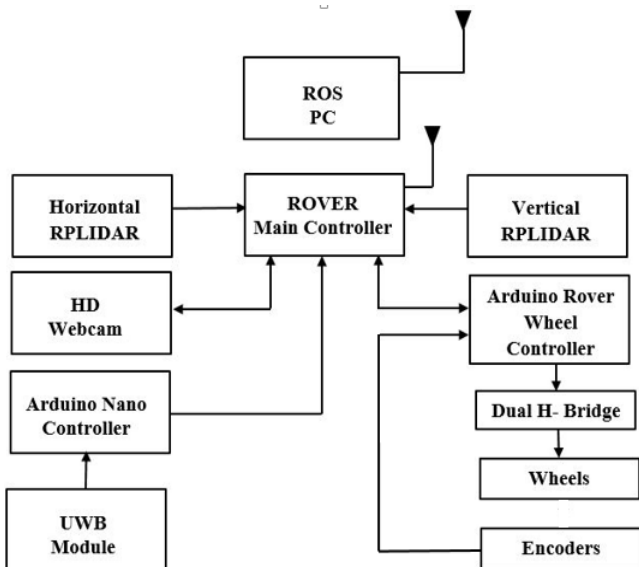 ROS
PC
ROVER
Main Controller
Horizontal
RPLIDAR
Vertical
RPLIDAR
HD
Webcam
Arduino Rover
Wheel
Controller
Arduino Nano
Controller
Dual H- Bridge
Wheels
UWB
Module
Encoders